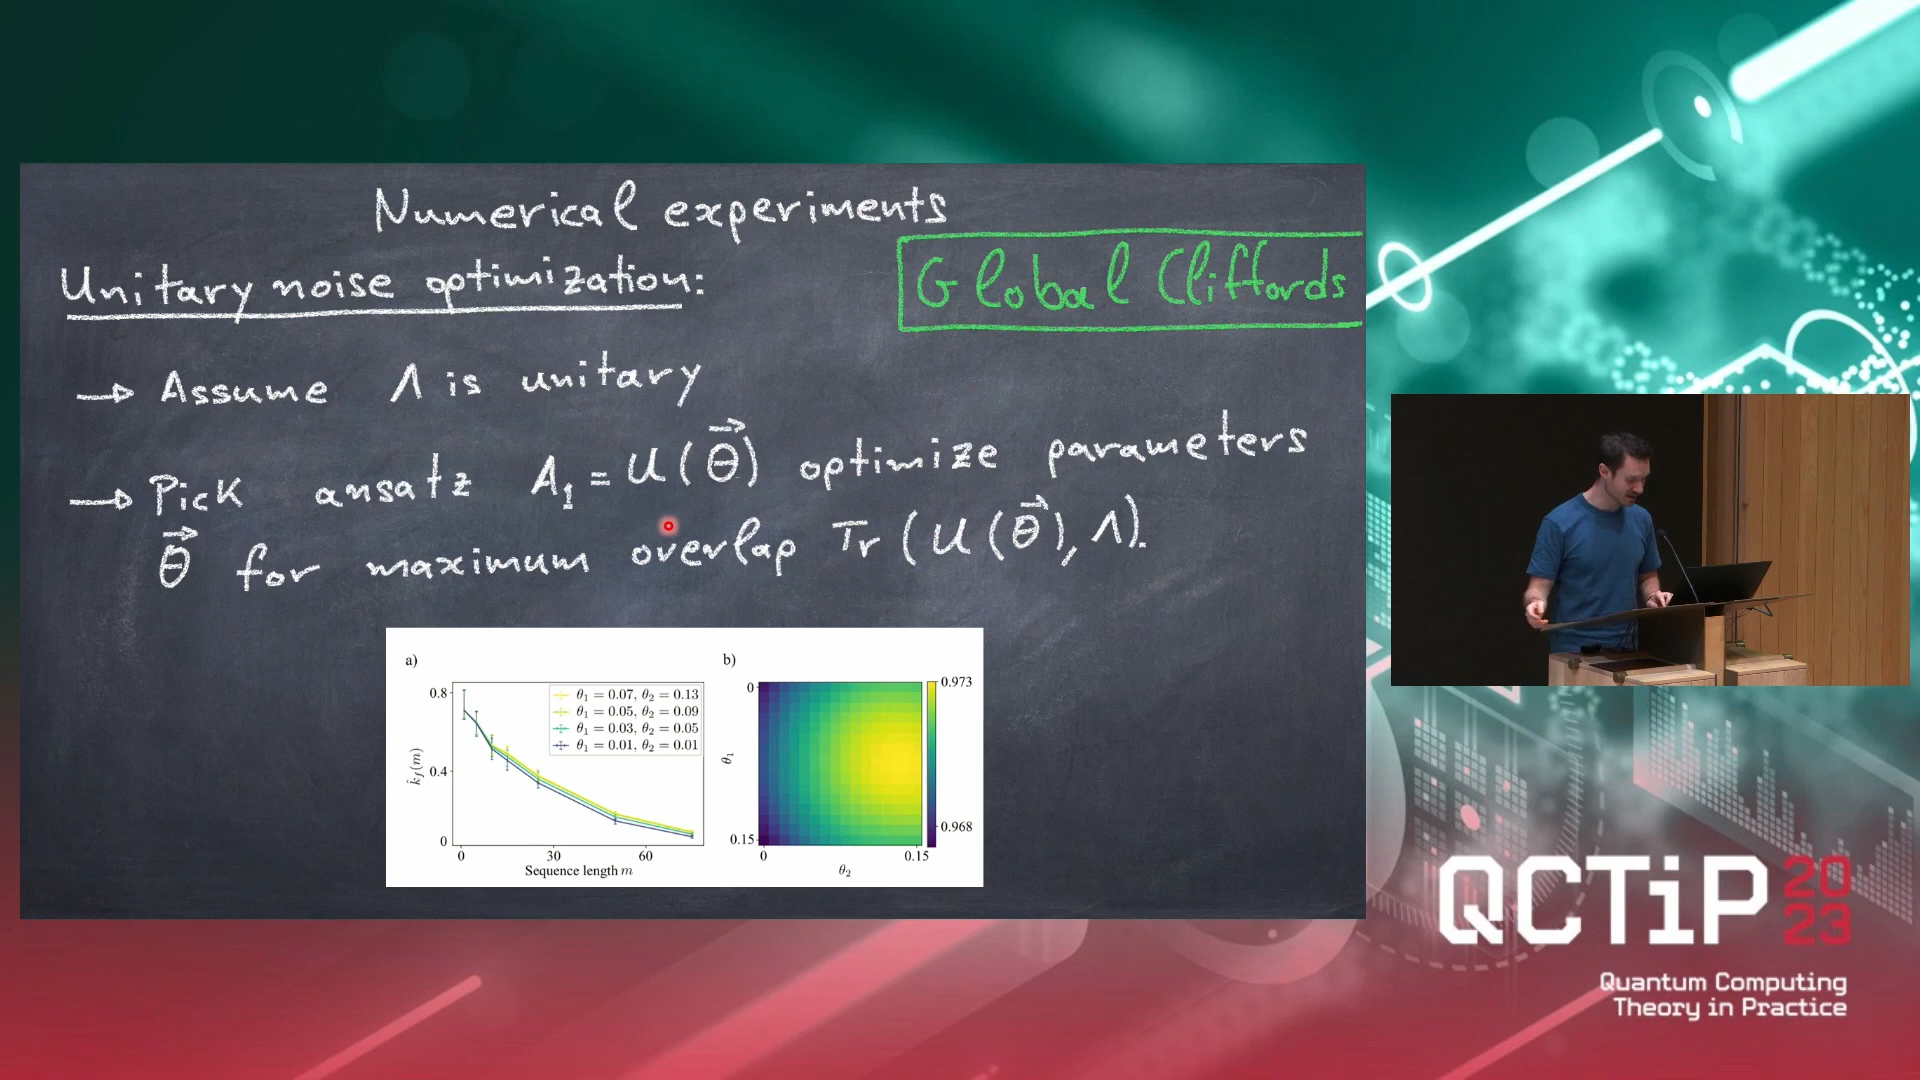 Numerical experiments
Unitary noise optimization:
Global Cliffords
→ Assume Λ is unitary
→ Pick ansatz A₁ = U(θ⃗) optimize parameters
θ⃗ for maximum overlap Tr(U(θ⃗), Λ).
a)
b)
0.8
0.4
0
k̂_f(m)
θ₁ = 0.07, θ₂ = 0.13
θ₁ = 0.05, θ₂ = 0.09
θ₁ = 0.03, θ₂ = 0.05
θ₁ = 0.01, θ₂ = 0.01
0 30 60
Sequence length m
0
θ₁
0.15
0 0.15
θ₂
0.973
0.968
QCTiP 2023
Quantum Computing
Theory in Practice